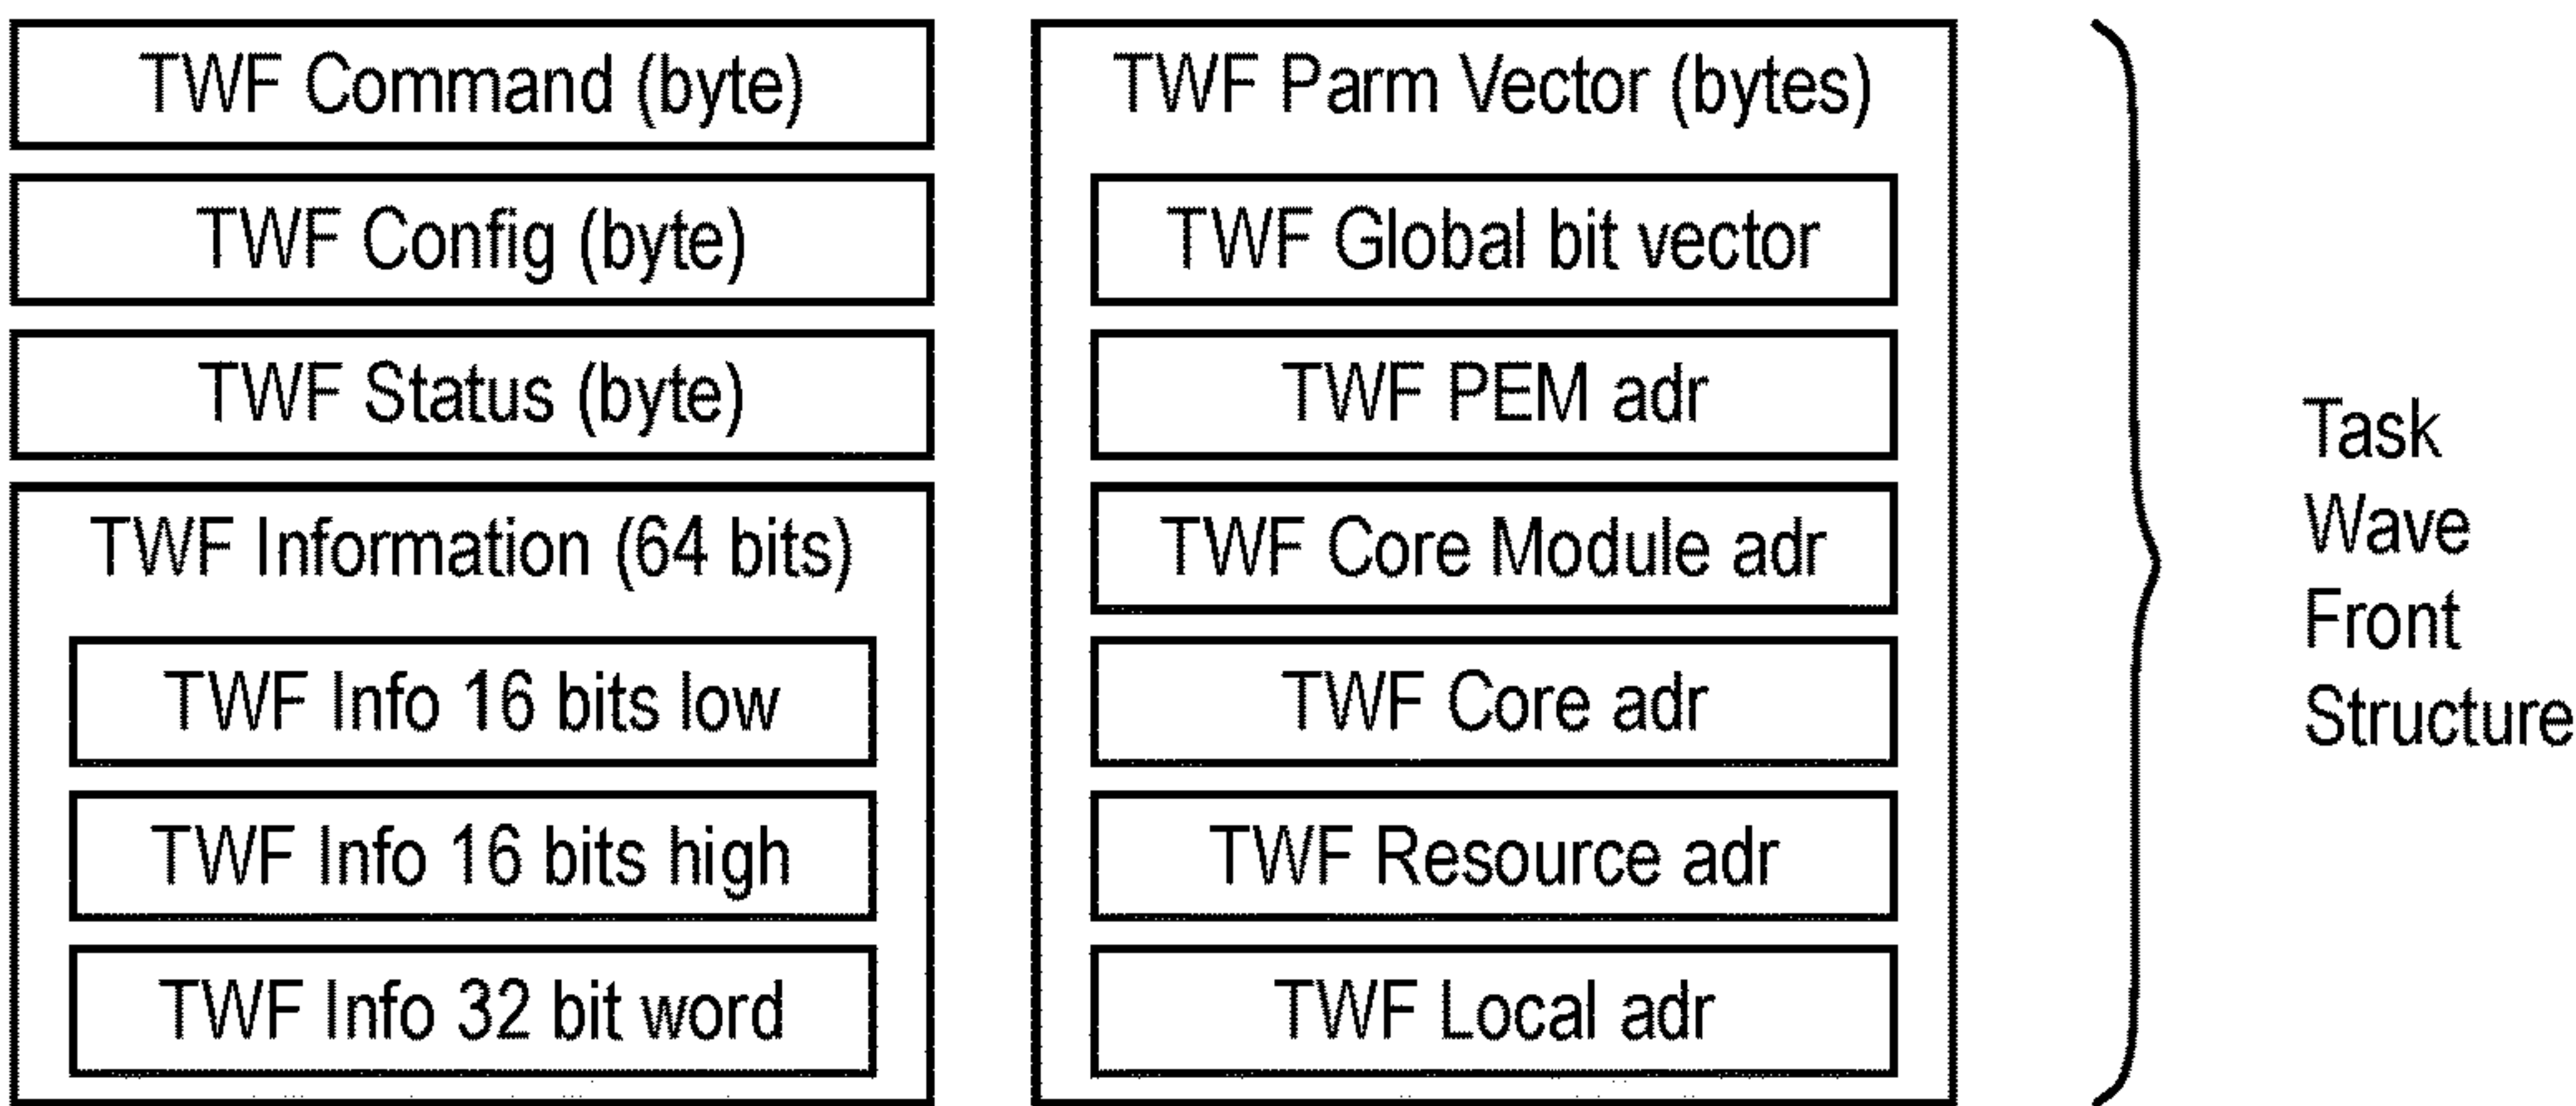 TWF Command (byte)
TWF Config (byte)
TWF Status (byte)
TWF Information (64 bits)
TWF Info 16 bits low
TWF Info 16 bits high
TWF Info 32 bit word
TWF Parm Vector (bytes)
TWF Global bit vector
TWF PEM adr
TWF Core Module adr
TWF Core adr
TWF Resource adr
TWF Local adr
Task
Wave
Front
Structure